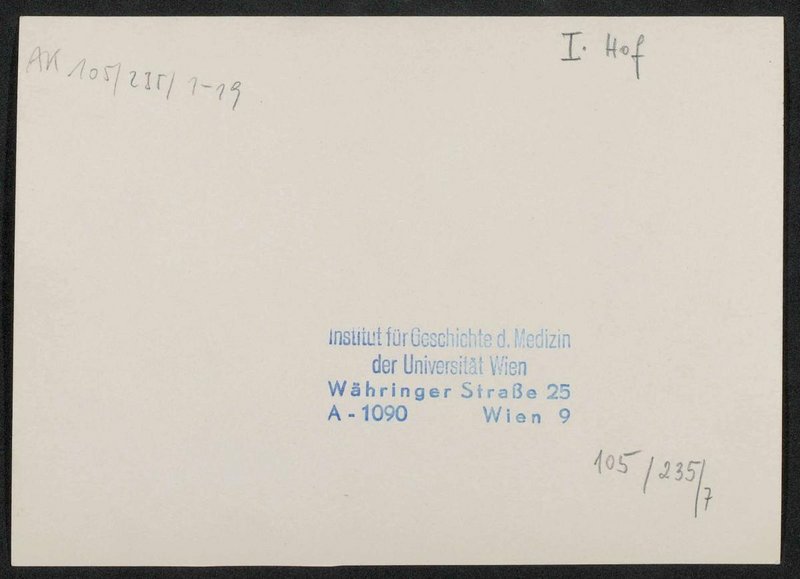 AK 105/235/ 1-19
I. Hof
Institut für Geschichte d. Medizin
der Universität Wien
Währinger Straße 25
A - 1090 Wien 9
105/235/7